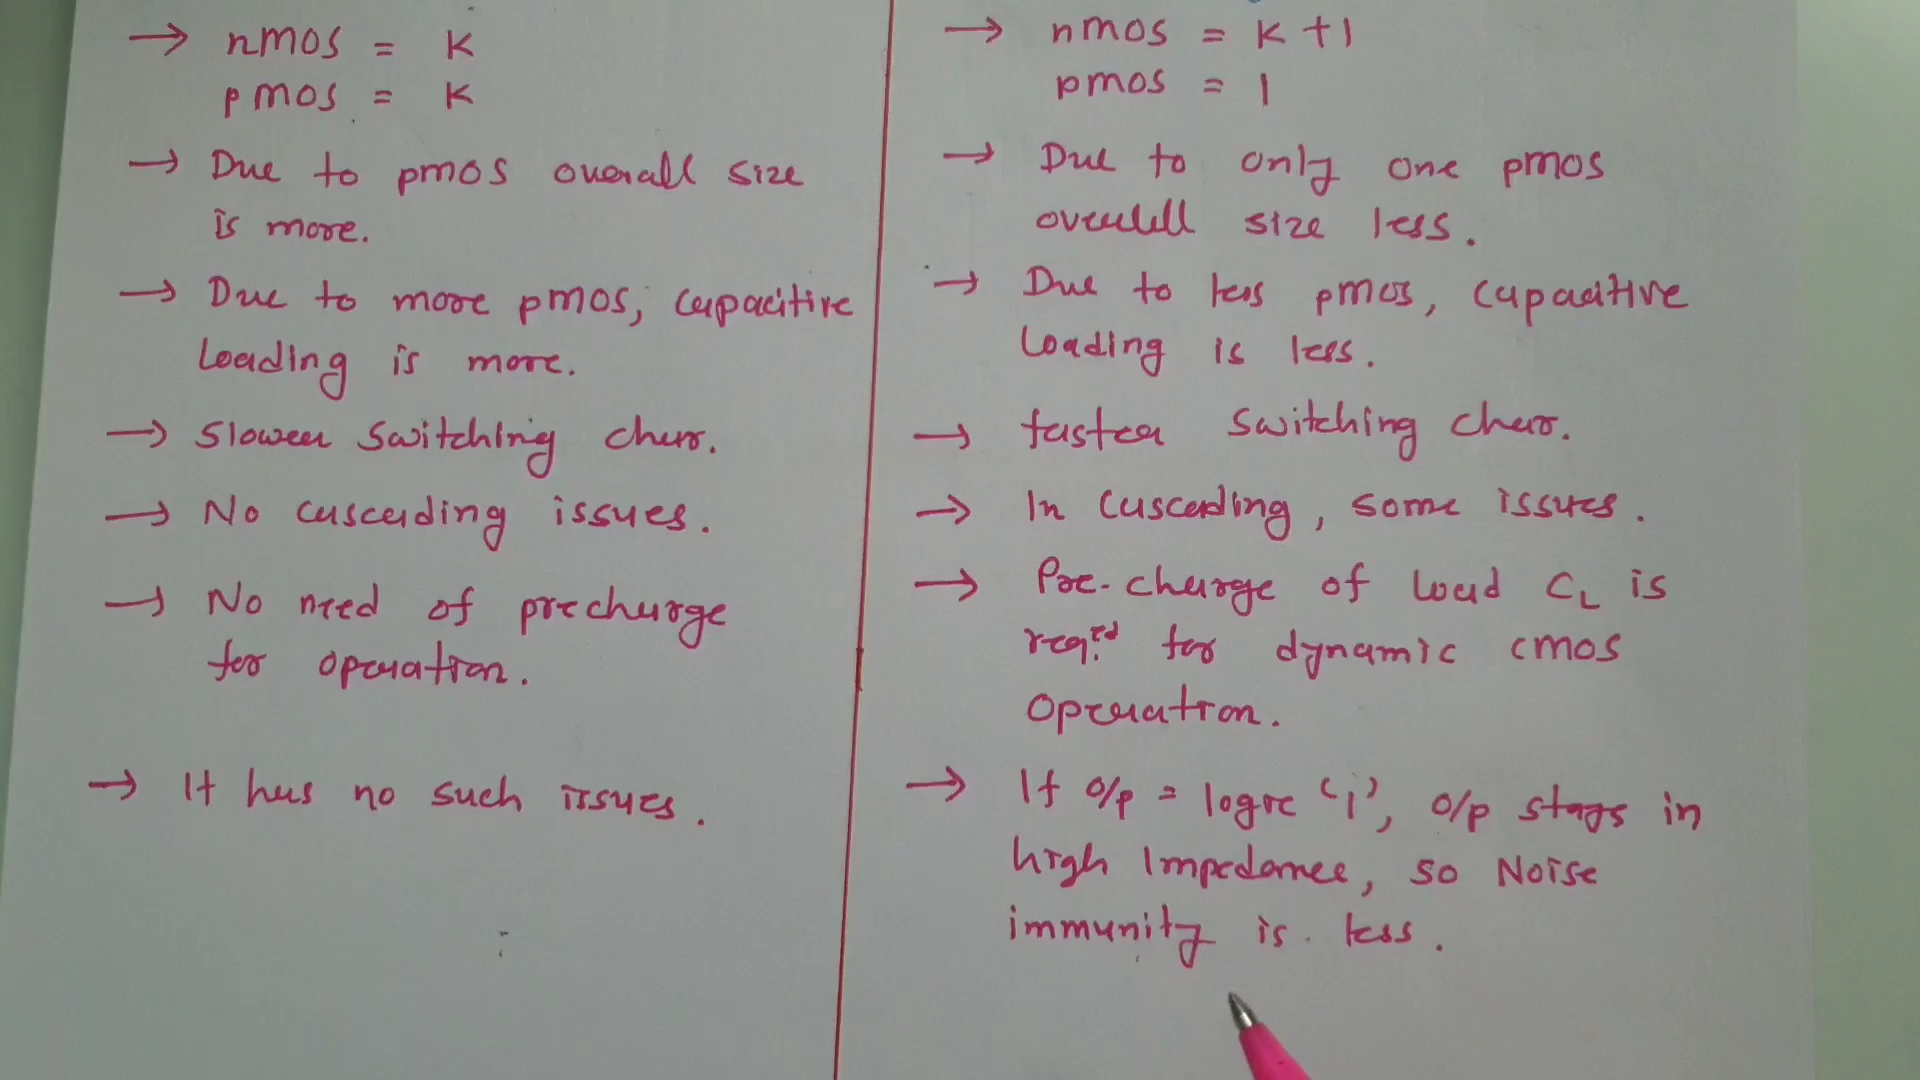 → nmos = K
pmos = K
→ Due to pmos overall size
is more.
→ Due to more pmos, capacitive
Loading is more.
→ Slower switching char.
→ No cascading issues.
→ No need of precharge
for operation.
→ It has no such issues.
→ nmos = K+1
pmos = 1
→ Due to only one pmos
overall size less.
→ Due to less pmos, capacitive
Loading is less.
→ faster switching char.
→ In Cascading, some issues.
→ Pre-charge of load CL is
reqred for dynamic cmos
operation.
→ If o/p = logic '1', o/p stays in
high impedance, so Noise
immunity is less.